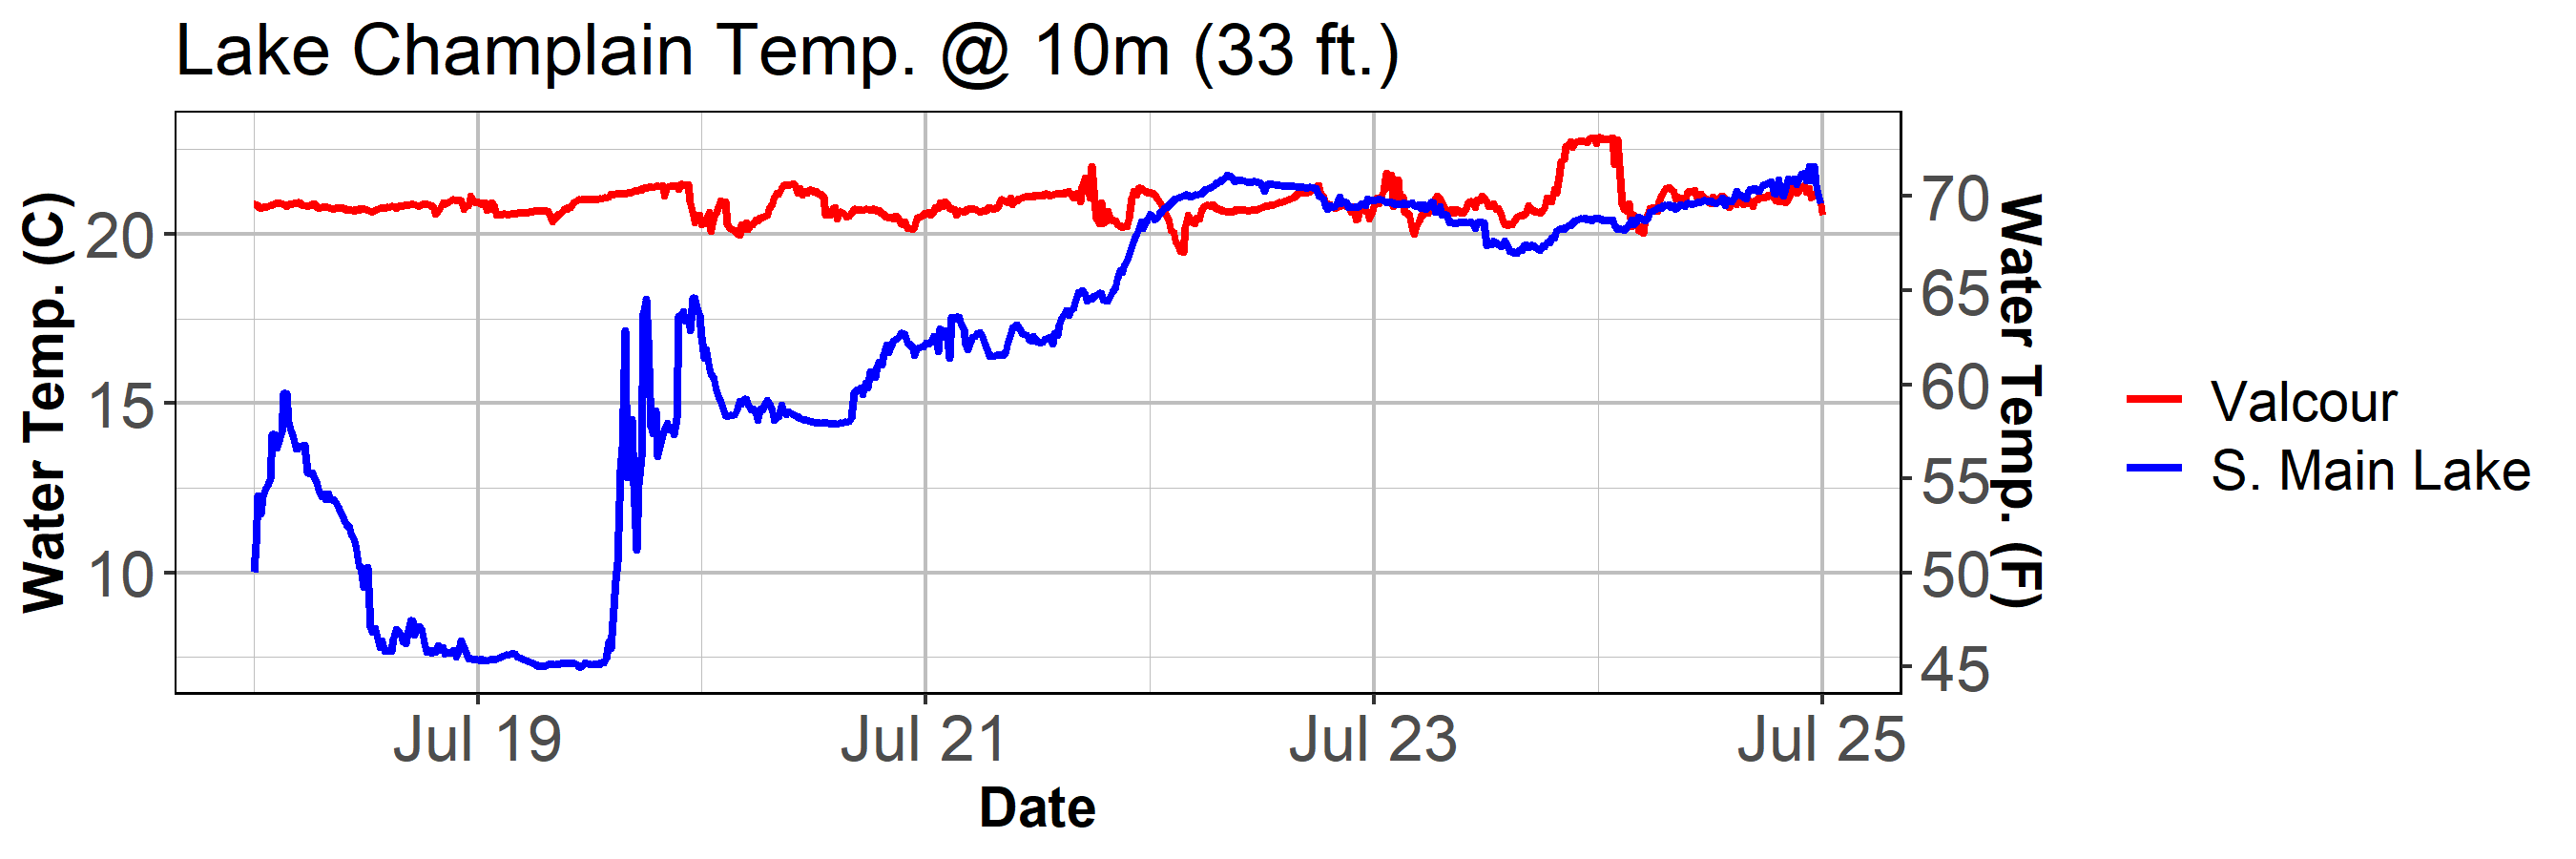 Lake Champlain Temp. @ 10m (33 ft.)
Water Temp. (C)
20
15
10
70
65
60
55
50
45
Water Temp. (F)
Jul 19
Jul 21
Jul 23
Jul 25
Date
Valcour
S. Main Lake